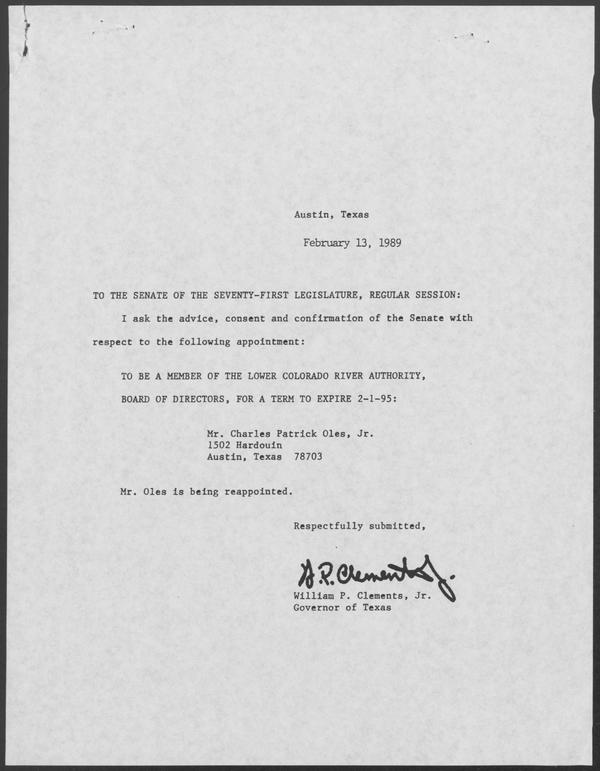 Austin, Texas
February 13, 1989
TO THE SENATE OF THE SEVENTY-FIRST LEGISLATURE, REGULAR SESSION:
I ask the advice, consent and confirmation of the Senate with
respect to the following appointment:
TO BE A MEMBER OF THE LOWER COLORADO RIVER AUTHORITY,
BOARD OF DIRECTORS, FOR A TERM TO EXPIRE 2-1-95:
Mr. Charles Patrick Oles, Jr.
1502 Hardouin
Austin, Texas 78703
Mr. Oles is being reappointed.
Respectfully submitted,
W.P. Clements Jr.
William P. Clements, Jr.
Governor of Texas